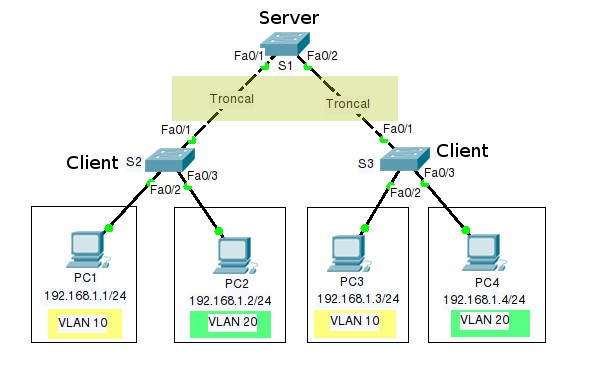 Server
Fa0/1 Fa0/2
S1
Troncal Troncal
Fa0/1 Fa0/1
Client S2 S3 Client
Fa0/3 Fa0/3
Fa0/2 Fa0/2
PC1 PC2 PC3 PC4
192.168.1.1/24 192.168.1.2/24 192.168.1.3/24 192.168.1.4/24
VLAN 10 VLAN 20 VLAN 10 VLAN 20